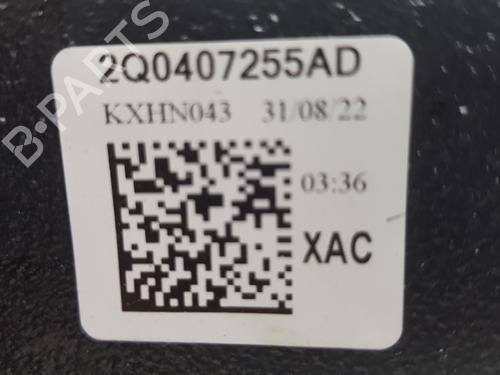 2Q0407255AD
KXHN043 31/08/22
03:36
XAC
B-PARTS